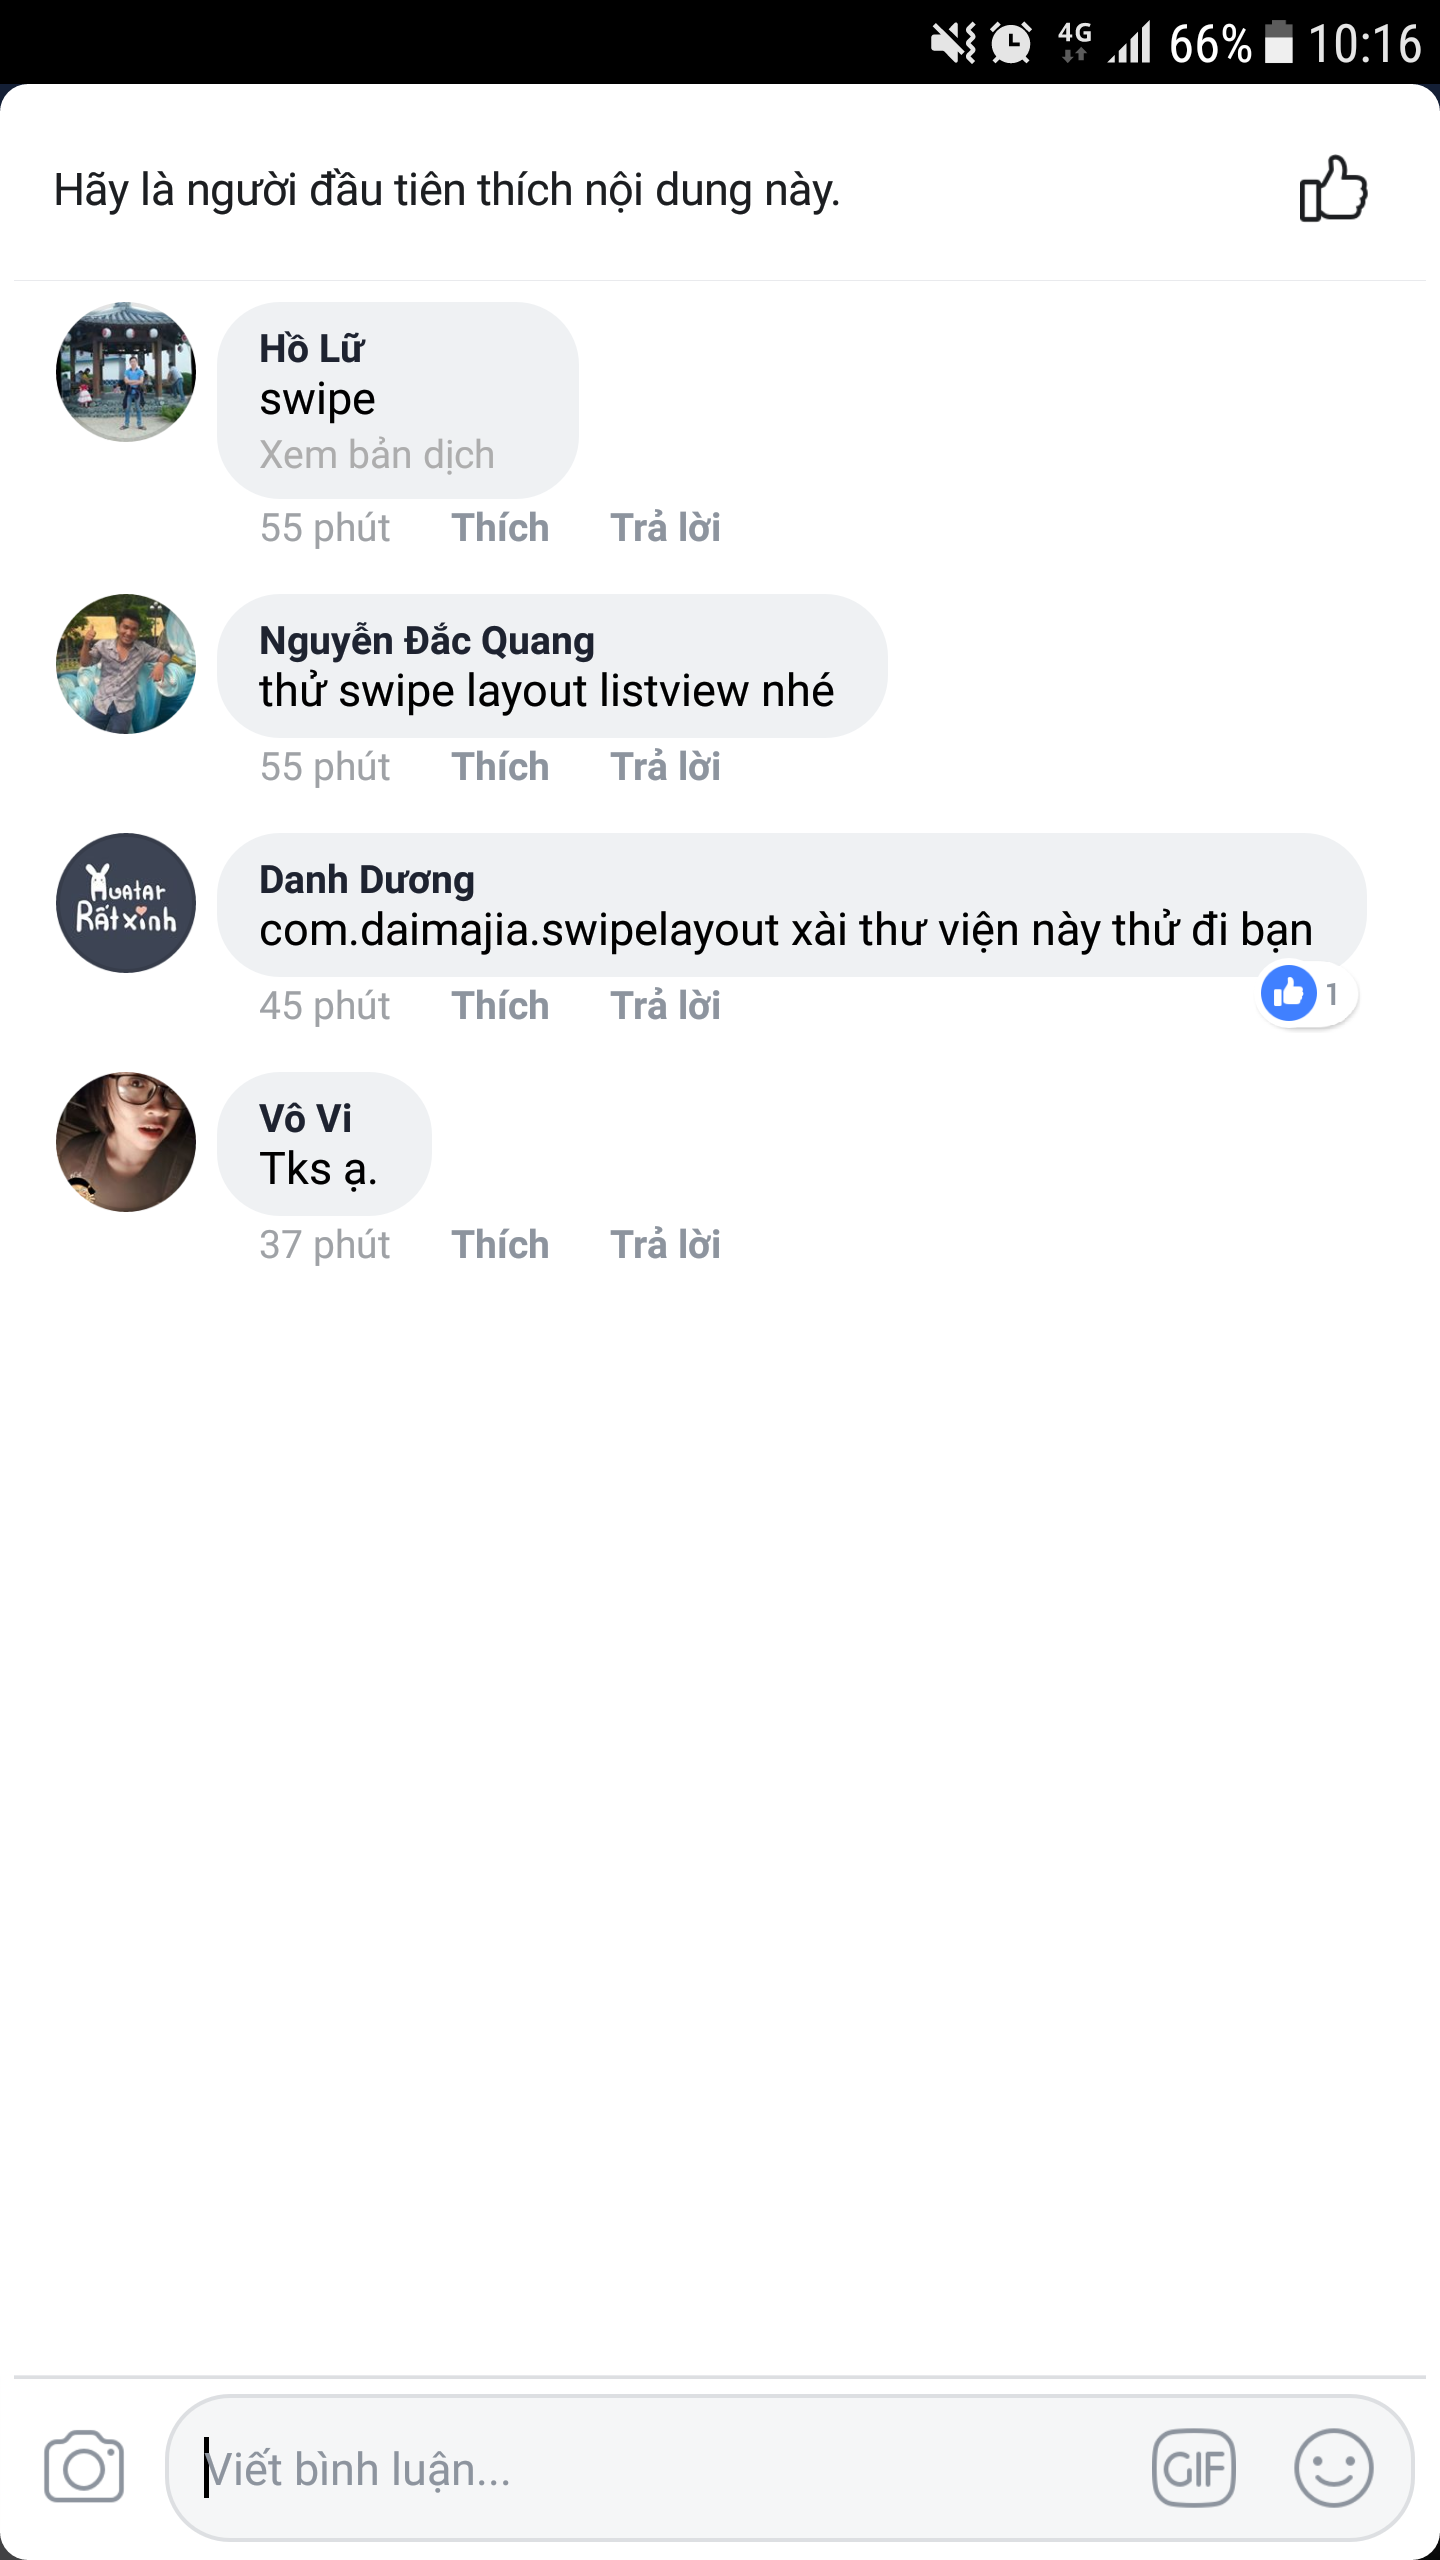 4G 66% 10:16
Hãy là người đầu tiên thích nội dung này.
Hồ Lữ
swipe
Xem bản dịch
55 phút Thích Trả lời
Nguyễn Đắc Quang
thử swipe layout listview nhé
55 phút Thích Trả lời
Avatar
Rất xinh
Danh Dương
com.daimajia.swipelayout xài thư viện này thử đi bạn
45 phút Thích Trả lời 1
Vô Vi
Tks ạ.
37 phút Thích Trả lời
Viết bình luận... GIF